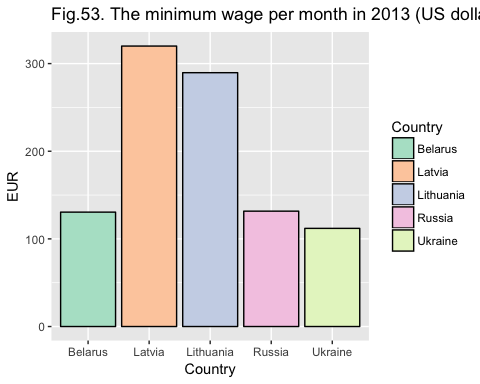 Fig.53. The minimum wage per month in 2013 (US dolla
EUR
300
200
100
0
Belarus Latvia Lithuania Russia Ukraine
Country
Country
Belarus
Latvia
Lithuania
Russia
Ukraine